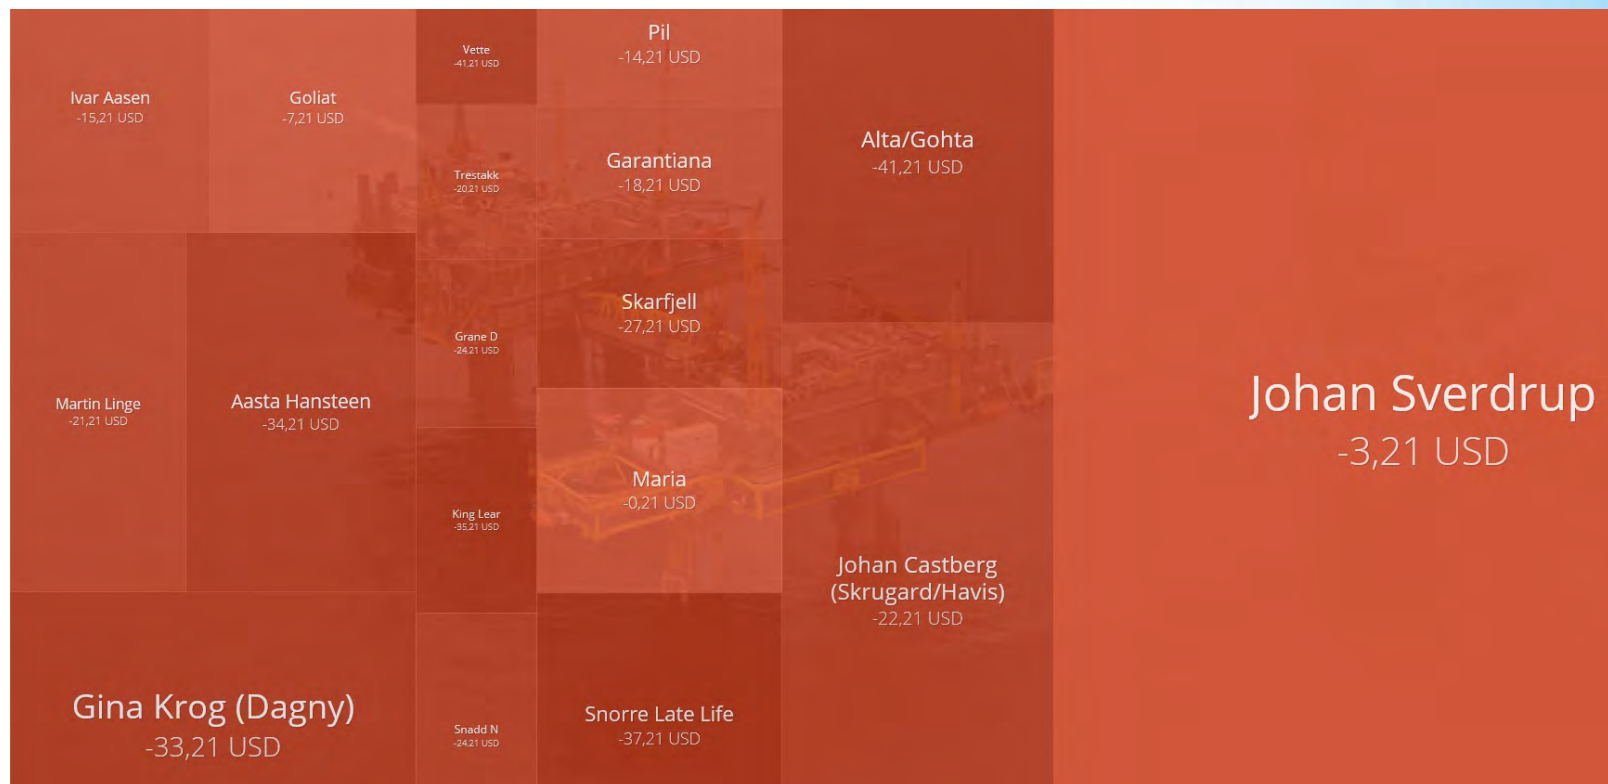 Ivar Aasen
-15,21 USD
Goliat
-7,21 USD
Vette
-41,21 USD
Pil
-14,21 USD
Alta/Gohta
-41,21 USD
Trestakk
-20,21 USD
Garantiana
-18,21 USD
Skarfjell
-27,21 USD
Grane D
-24,21 USD
Martin Linge
-21,21 USD
Aasta Hansteen
-34,21 USD
Johan Sverdrup
-3,21 USD
King Lear
-35,21 USD
Maria
-0,21 USD
Johan Castberg
(Skrugard/Havis)
-22,21 USD
Gina Krog (Dagny)
-33,21 USD
Snadd N
-24,21 USD
Snorre Late Life
-37,21 USD